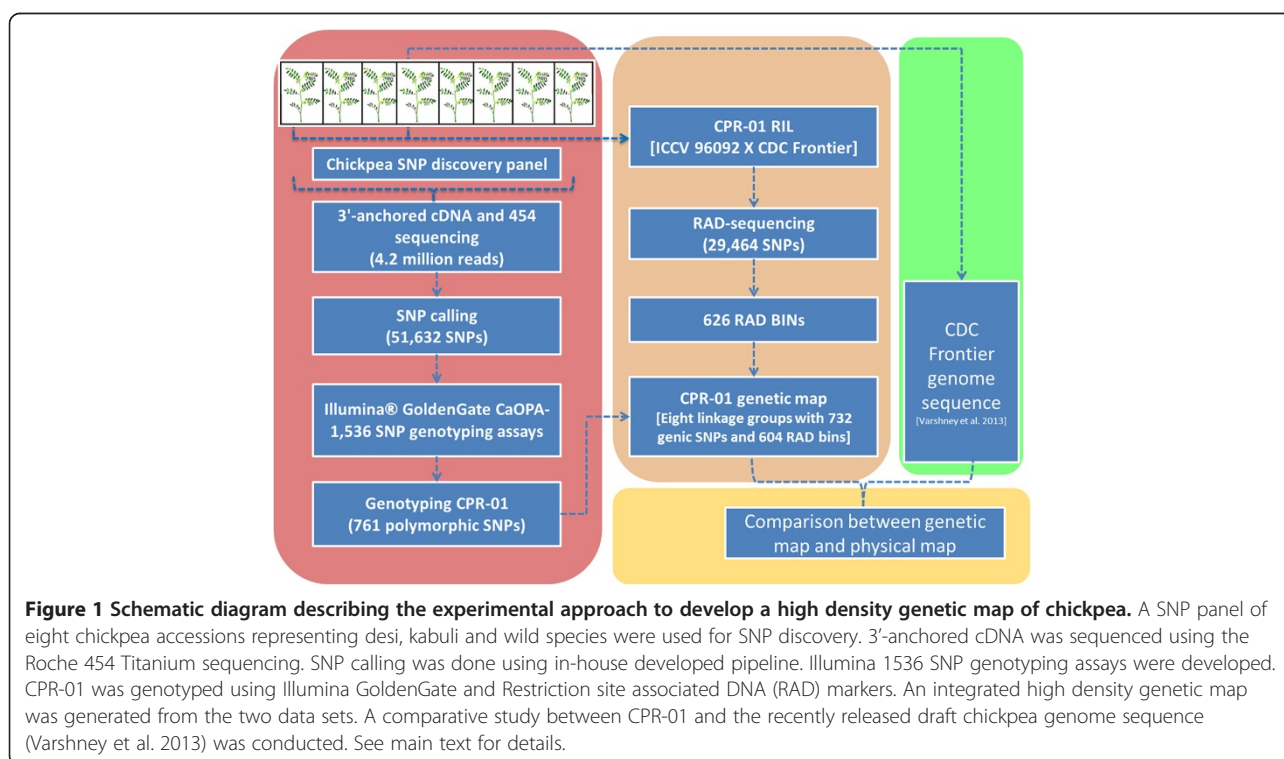 Chickpea SNP discovery panel
3'-anchored cDNA and 454
sequencing
(4.2 million reads)
SNP calling
(51,632 SNPs)
Illumina® GoldenGate CaOPA-
1,536 SNP genotyping assays
Genotyping CPR-01
(761 polymorphic SNPs)
CPR-01 RIL
[ICCV 96092 X CDC Frontier]
RAD-sequencing
(29,464 SNPs)
626 RAD BINs
CPR-01 genetic map
[Eight linkage groups with 732
genic SNPs and 604 RAD bins]
CDC
Frontier
genome
sequence
[Varshney et al. 2013]
Comparison between genetic
map and physical map
Figure 1 Schematic diagram describing the experimental approach to develop a high density genetic map of chickpea. A SNP panel of
eight chickpea accessions representing desi, kabuli and wild species were used for SNP discovery. 3’-anchored cDNA was sequenced using the
Roche 454 Titanium sequencing. SNP calling was done using in-house developed pipeline. Illumina 1536 SNP genotyping assays were developed.
CPR-01 was genotyped using Illumina GoldenGate and Restriction site associated DNA (RAD) markers. An integrated high density genetic map
was generated from the two data sets. A comparative study between CPR-01 and the recently released draft chickpea genome sequence
(Varshney et al. 2013) was conducted. See main text for details.